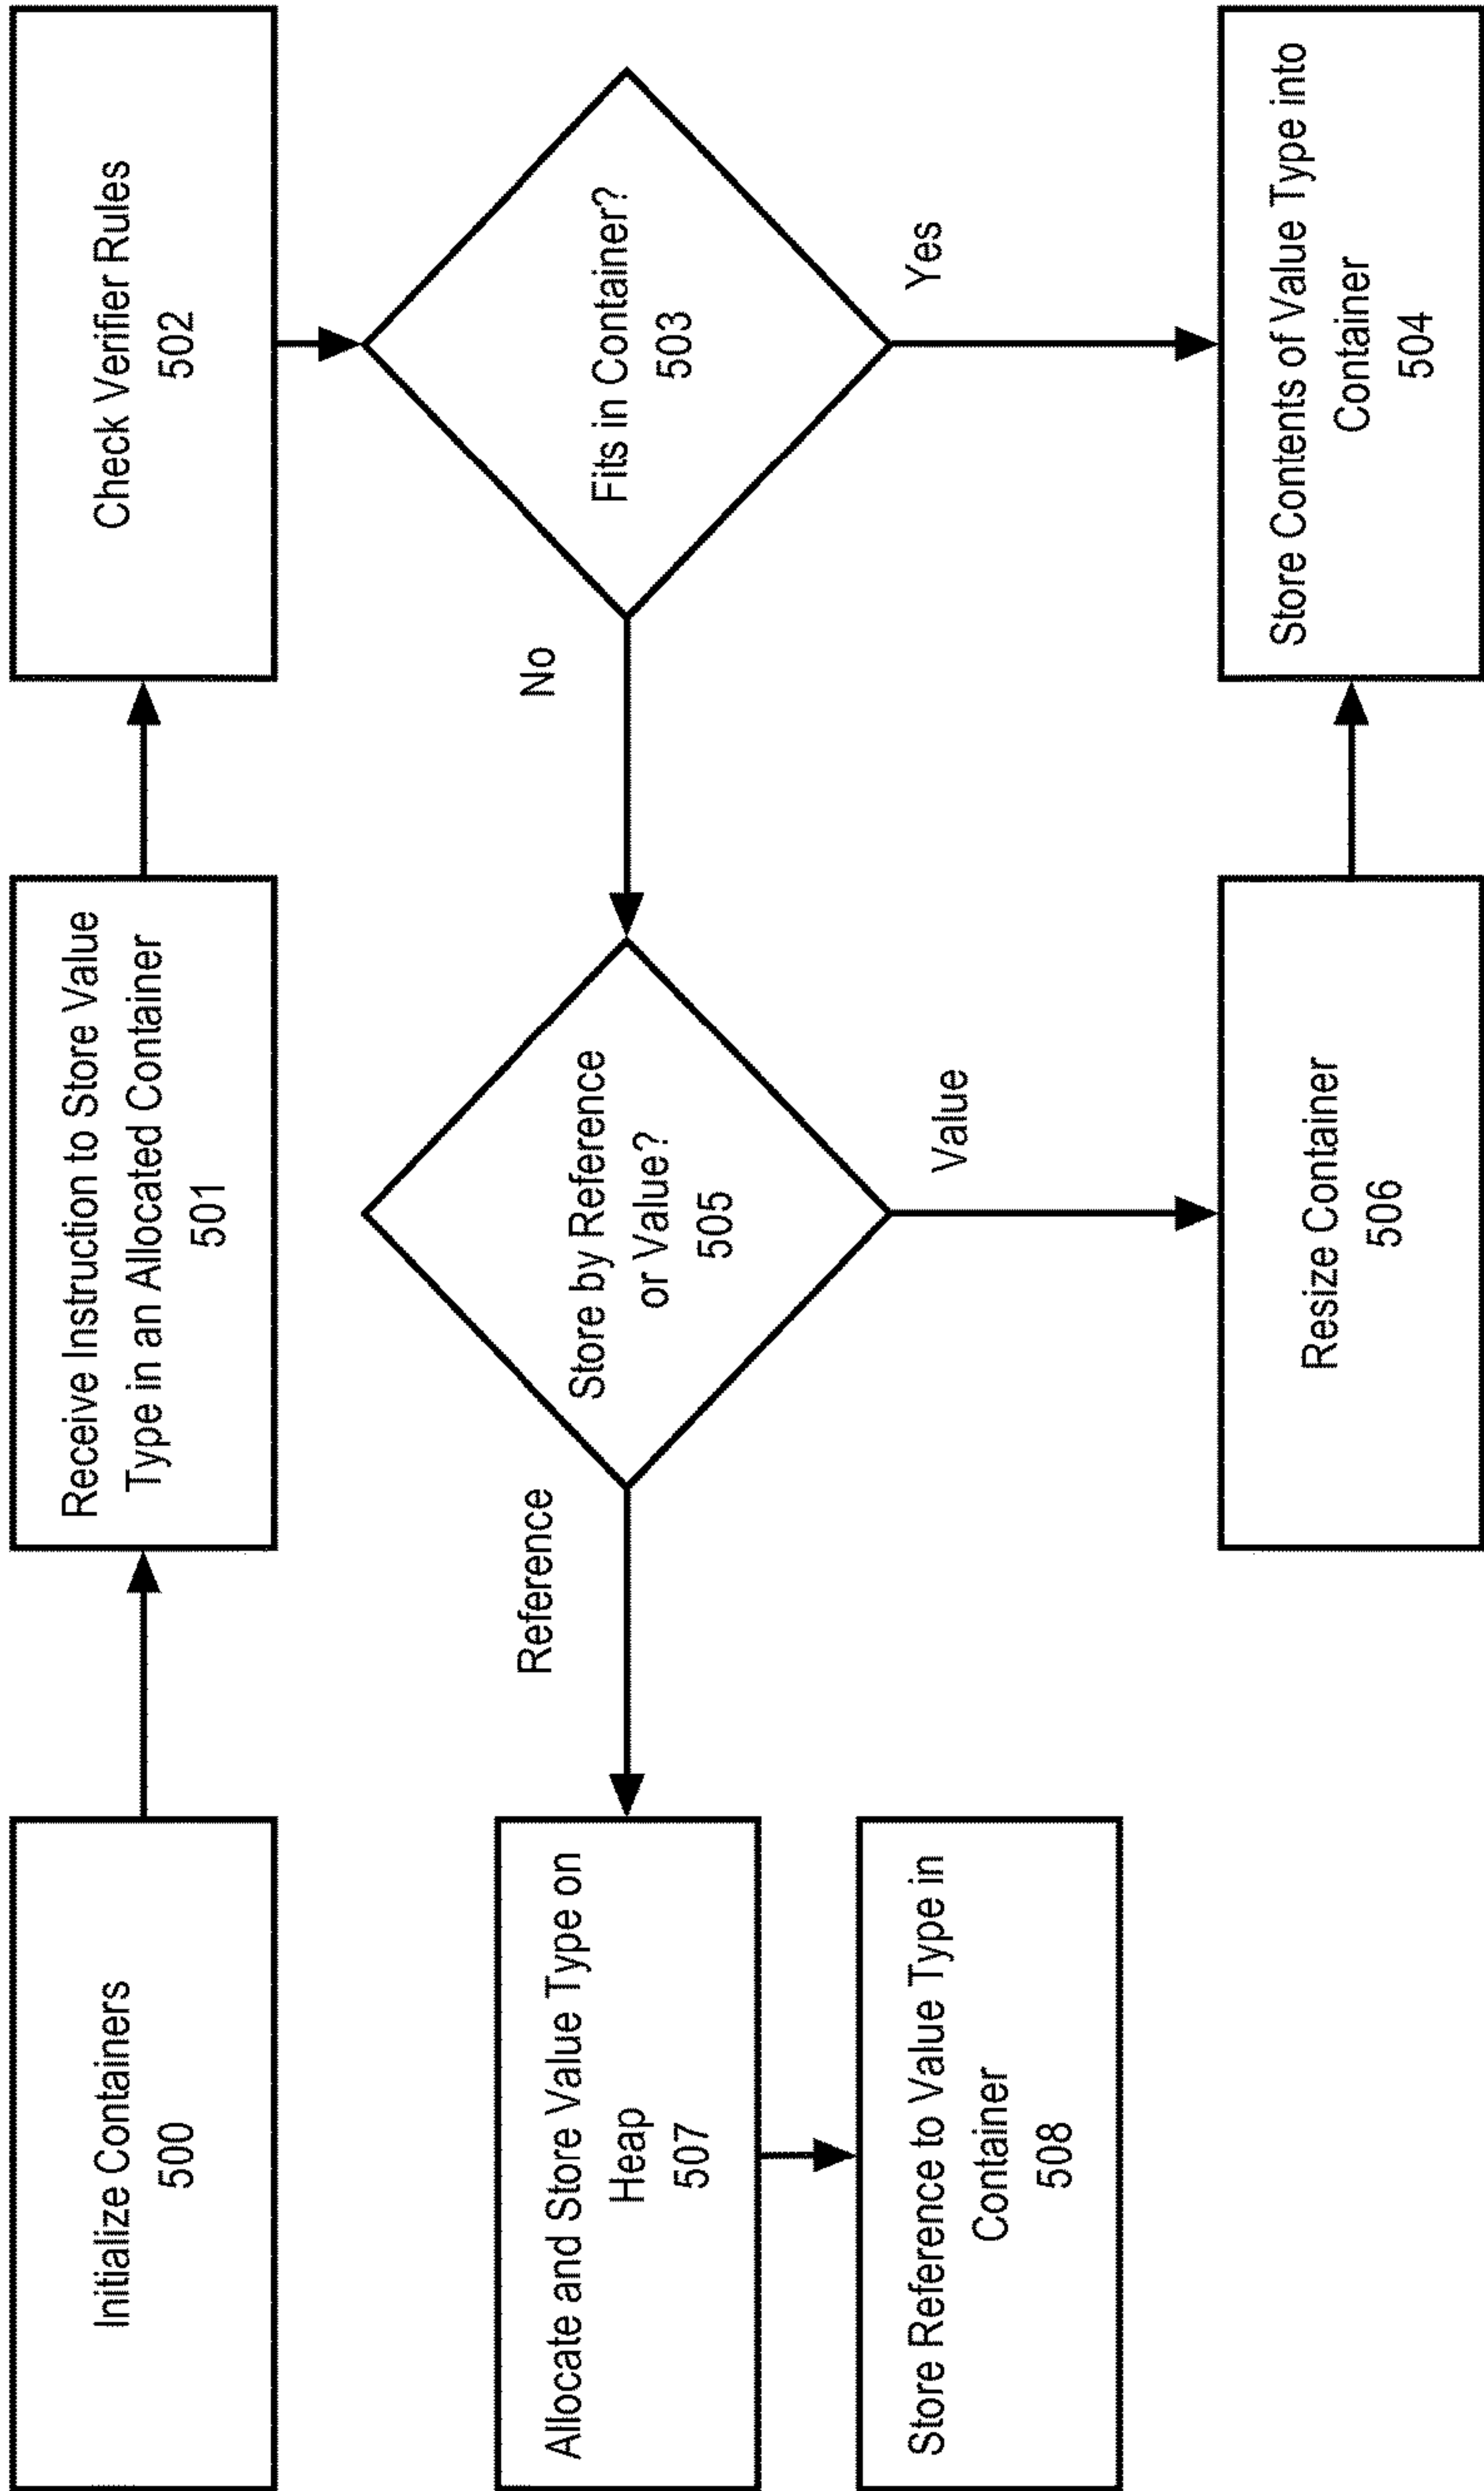 Initialize Containers
500
Receive Instruction to Store Value
Type in an Allocated Container
501
Check Verifier Rules
502
Fits in Container?
503
No
Yes
Store by Reference
or Value?
505
Reference
Value
Allocate and Store Value Type on
Heap
507
Store Reference to Value Type in
Container
508
Resize Container
506
Store Contents of Value Type into
Container
504